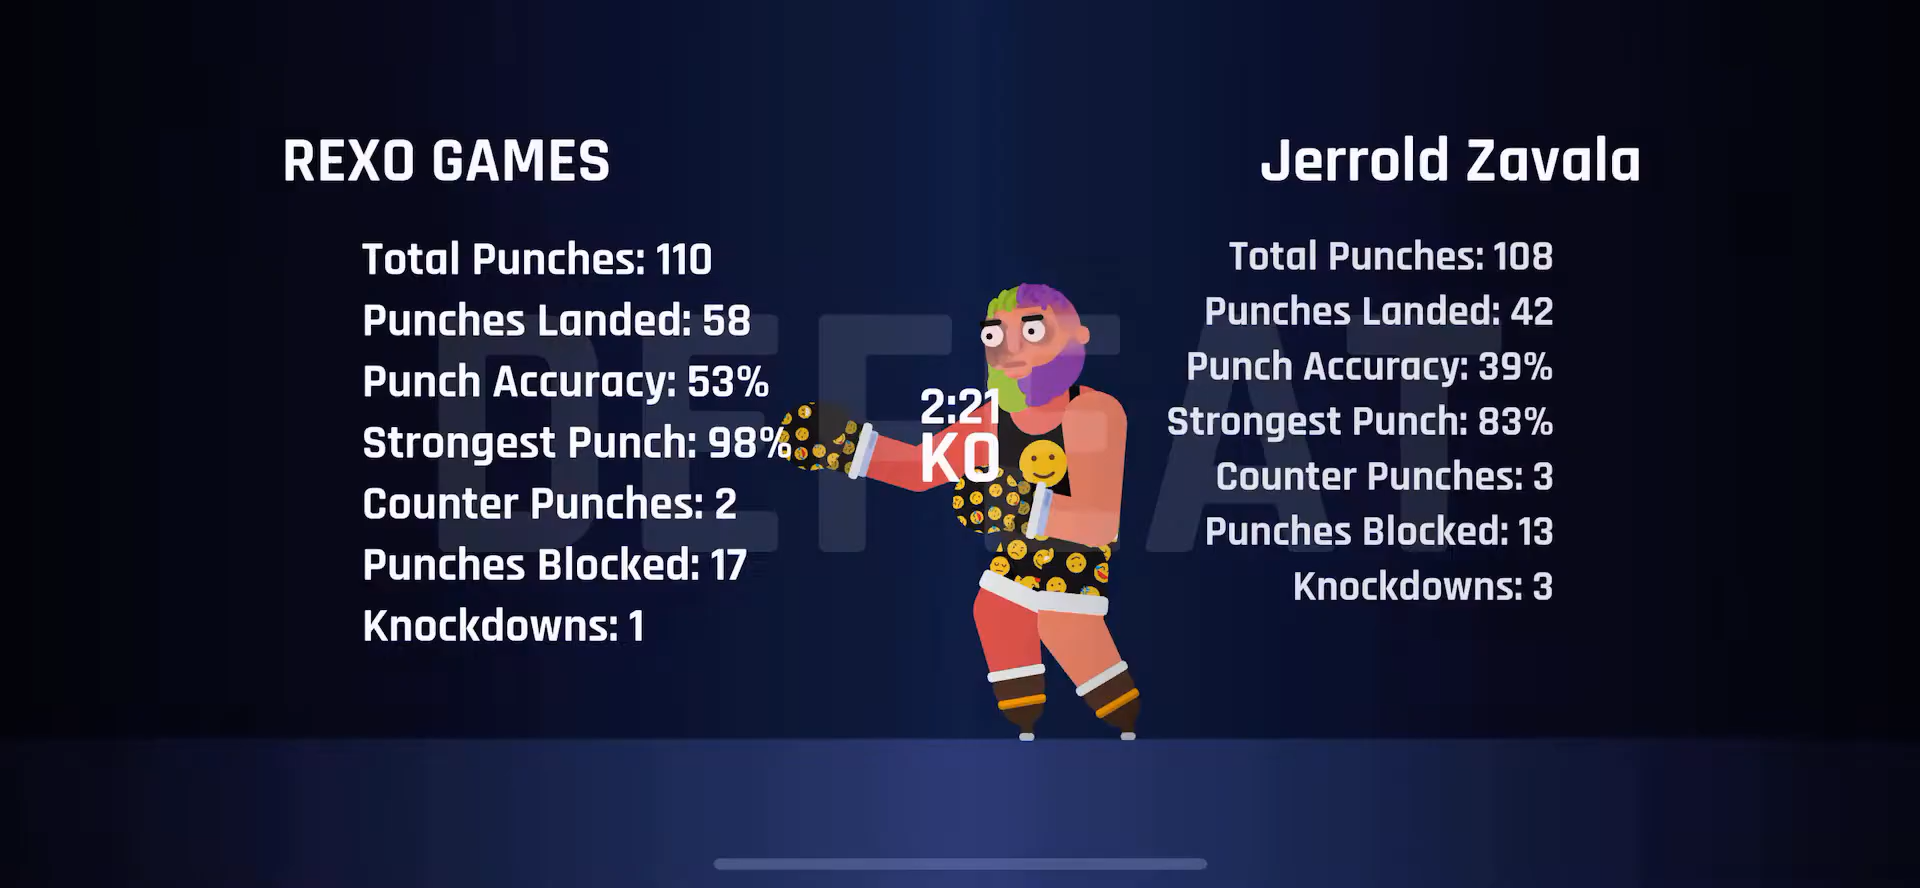 REXO GAMES
Total Punches: 110
Punches Landed: 58
Punch Accuracy: 53%
Strongest Punch: 98%
Counter Punches: 2
Punches Blocked: 17
Knockdowns: 1
DEFEAT
2:21
KO
Jerrold Zavala
Total Punches: 108
Punches Landed: 42
Punch Accuracy: 39%
Strongest Punch: 83%
Counter Punches: 3
Punches Blocked: 13
Knockdowns: 3